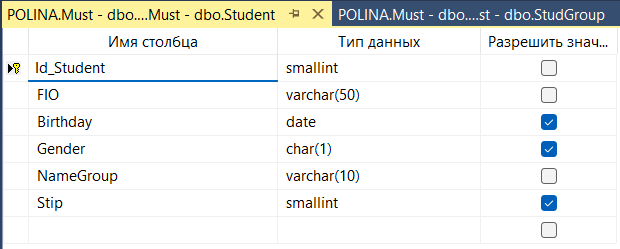 POLINA.Must - dbo....Must - dbo.Student POLINA.Must - dbo....st - dbo.StudGroup
Имя столбца Тип данных Разрешить знач...
Id_Student smallint
FIO varchar(50)
Birthday date
Gender char(1)
NameGroup varchar(10)
Stip smallint